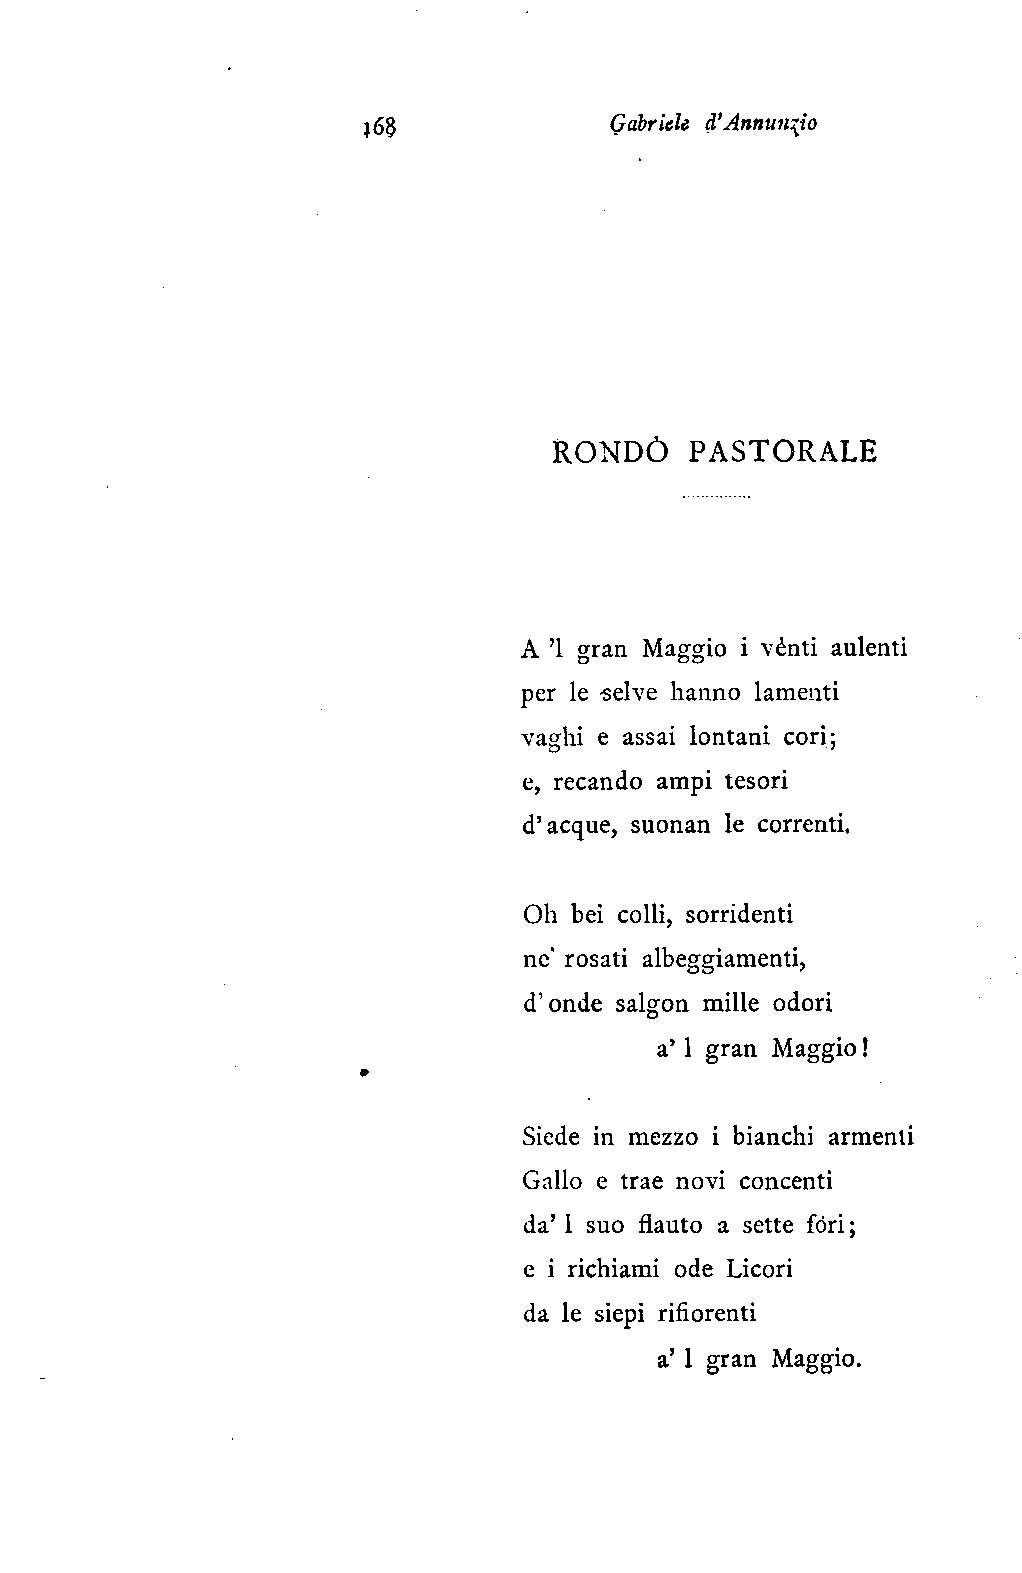 168 Gabriele d'Annunzio
RONDÒ PASTORALE
A 'l gran Maggio i vènti aulenti
per le selve hanno lamenti
vaghi e assai lontani cori;
e, recando ampi tesori
d'acque, suonan le correnti.
Oh bei colli, sorridenti
ne' rosati albeggiamenti,
d'onde salgon mille odori
a' l gran Maggio!
Siede in mezzo i bianchi armenti
Gallo e trae novi concenti
da' l suo flauto a sette fóri;
e i richiami ode Licori
da le siepi rifiorenti
a' l gran Maggio.